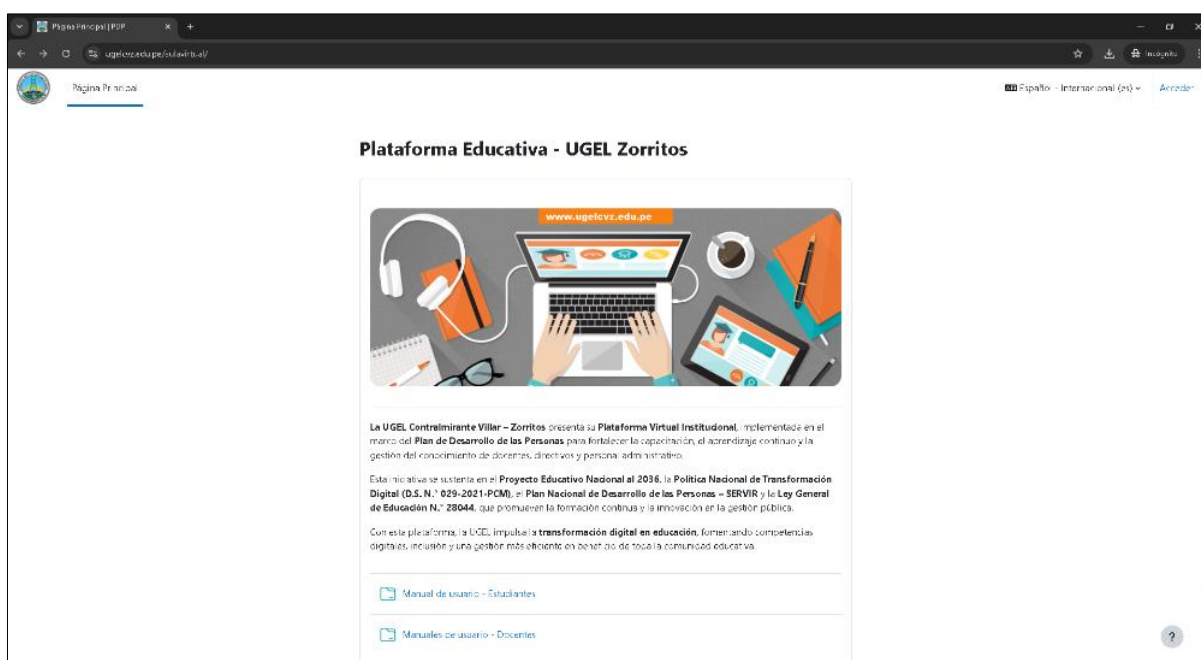 Página Principal | PDP
ugelcvz.edu.pe/aulavirtual/
Incógnito
Página Principal
Español - Internacional (es)
Acceder
Plataforma Educativa - UGEL Zorritos
www.ugelcvz.edu.pe
La UGEL Contralmirante Villar – Zorritos presenta su Plataforma Virtual Institucional, implementada en el
marco del Plan de Desarrollo de las Personas para fortalecer la capacitación, el aprendizaje continuo y la
gestión del conocimiento de docentes, directivos y personal administrativo.
Esta iniciativa se sustenta en el Proyecto Educativo Nacional al 2036, la Política Nacional de Transformación
Digital (D.S. N.° 029-2021-PCM), el Plan Nacional de Desarrollo de las Personas – SERVIR y la Ley General
de Educación N.° 28044, que promueven la formación continua y la innovación en la gestión pública.
Con esta plataforma, la UGEL impulsa la transformación digital en educación, fomentando competencias
digitales, inclusión y una gestión más eficiente en beneficio de toda la comunidad educativa.
Manual de usuario - Estudiantes
Manuales de usuario - Docentes
?